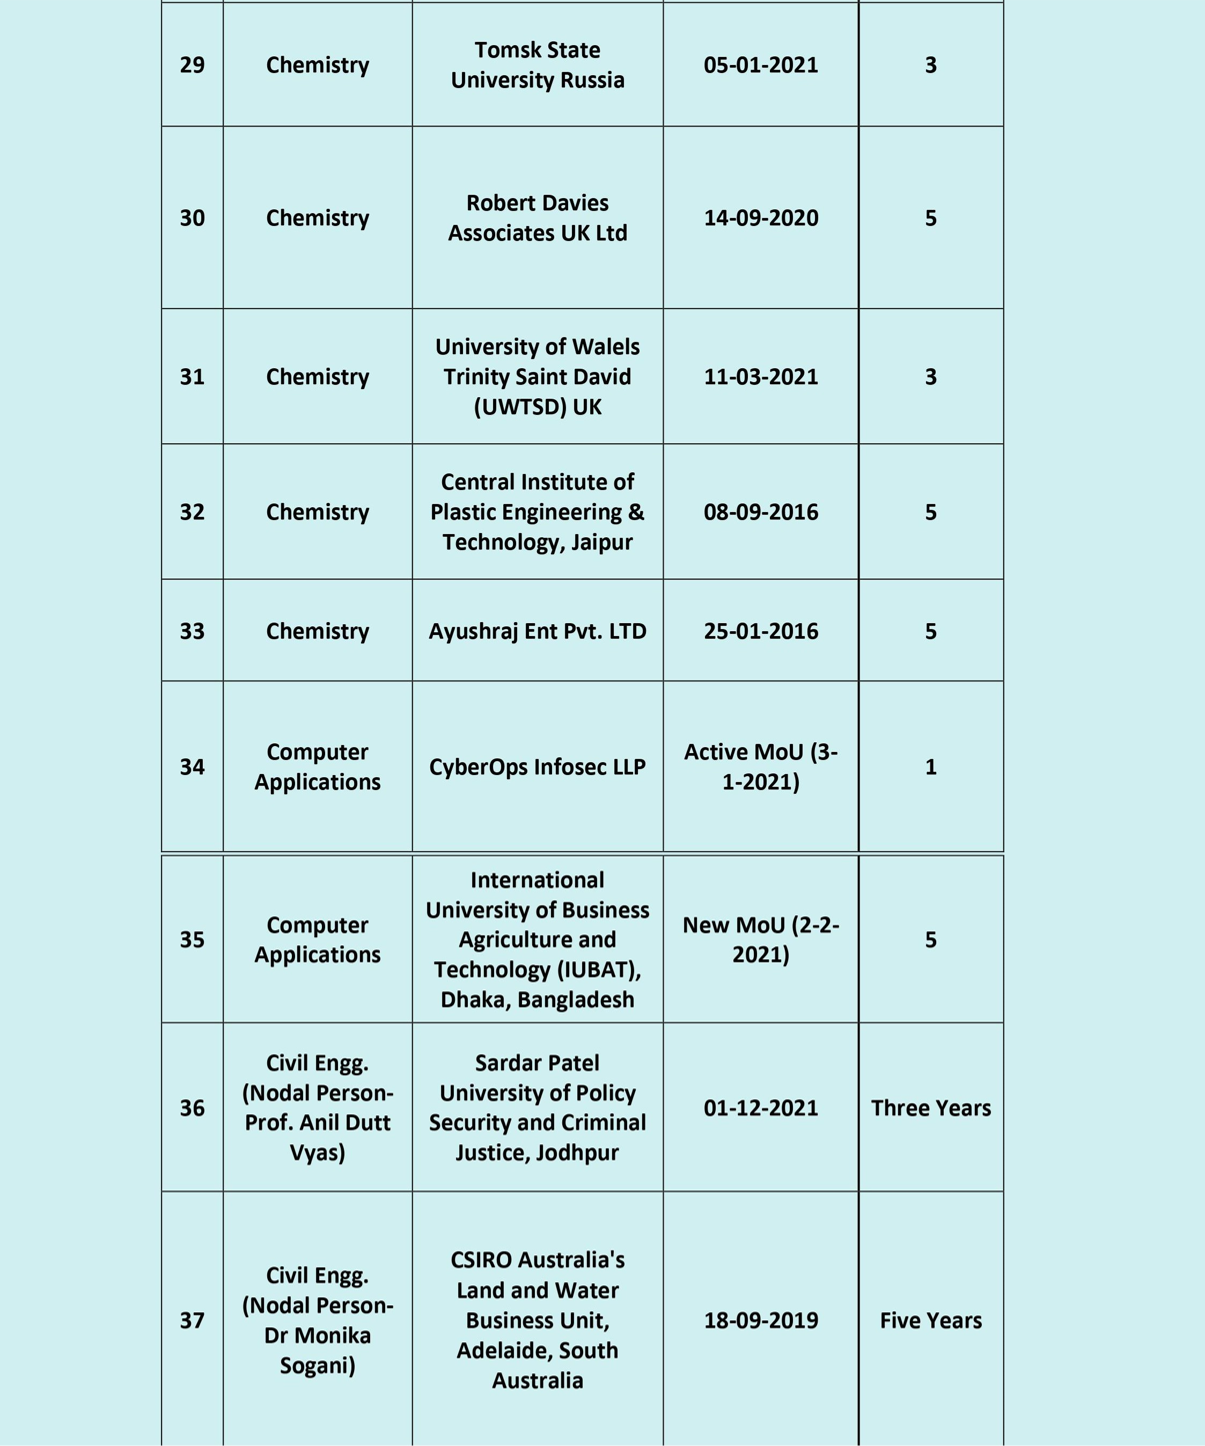 29
Chemistry
Tomsk State
University Russia
05-01-2021
3
30
Chemistry
Robert Davies
Associates UK Ltd
14-09-2020
5
31
Chemistry
University of Walels
Trinity Saint David
(UWTSD) UK
11-03-2021
3
32
Chemistry
Central Institute of
Plastic Engineering &
Technology, Jaipur
08-09-2016
5
33
Chemistry
Ayushraj Ent Pvt. LTD
25-01-2016
5
34
Computer
Applications
CyberOps Infosec LLP
Active MoU (3-
1-2021)
1
35
Computer
Applications
International
University of Business
Agriculture and
Technology (IUBAT),
Dhaka, Bangladesh
New MoU (2-2-
2021)
5
36
Civil Engg.
(Nodal Person-
Prof. Anil Dutt
Vyas)
Sardar Patel
University of Policy
Security and Criminal
Justice, Jodhpur
01-12-2021
Three Years
37
Civil Engg.
(Nodal Person-
Dr Monika
Sogani)
CSIRO Australia's
Land and Water
Business Unit,
Adelaide, South
Australia
18-09-2019
Five Years